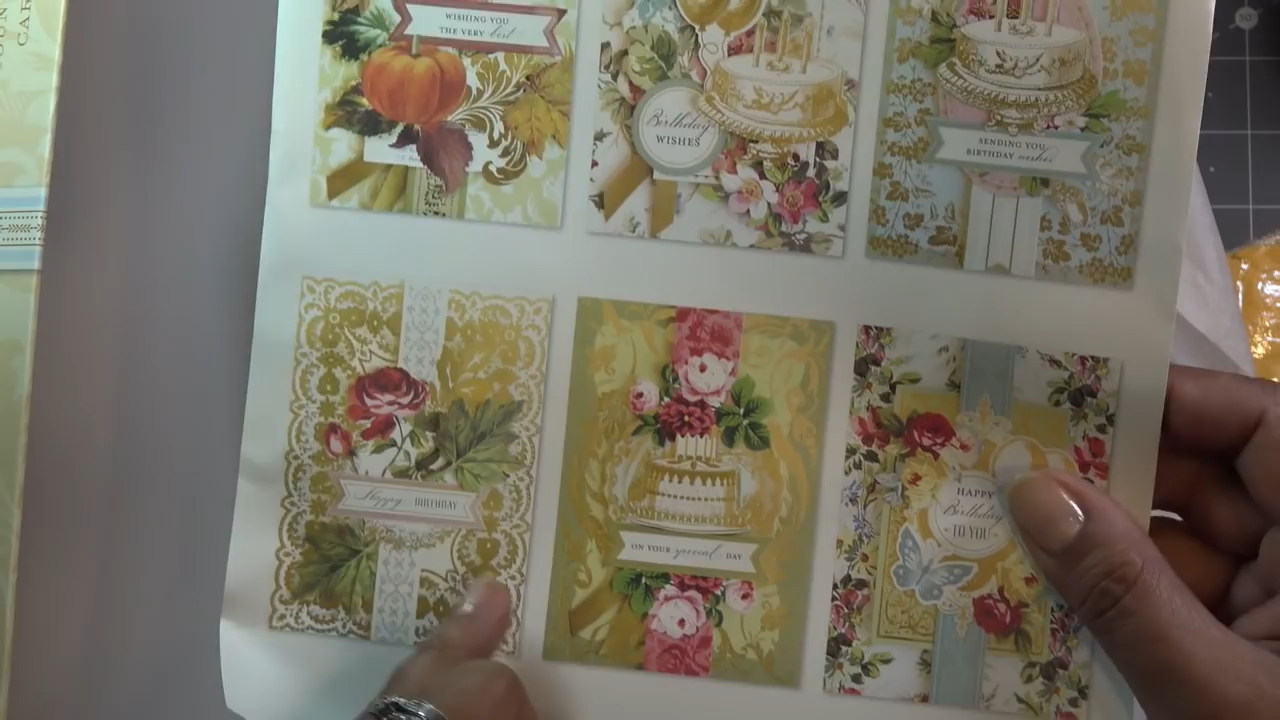 WISHING YOU
THE VERY best
Birthday
WISHES
SENDING YOU
BIRTHDAY wishes
Happy BIRTHDAY
ON YOUR special DAY
HAPPY
Birthday
TO YOU